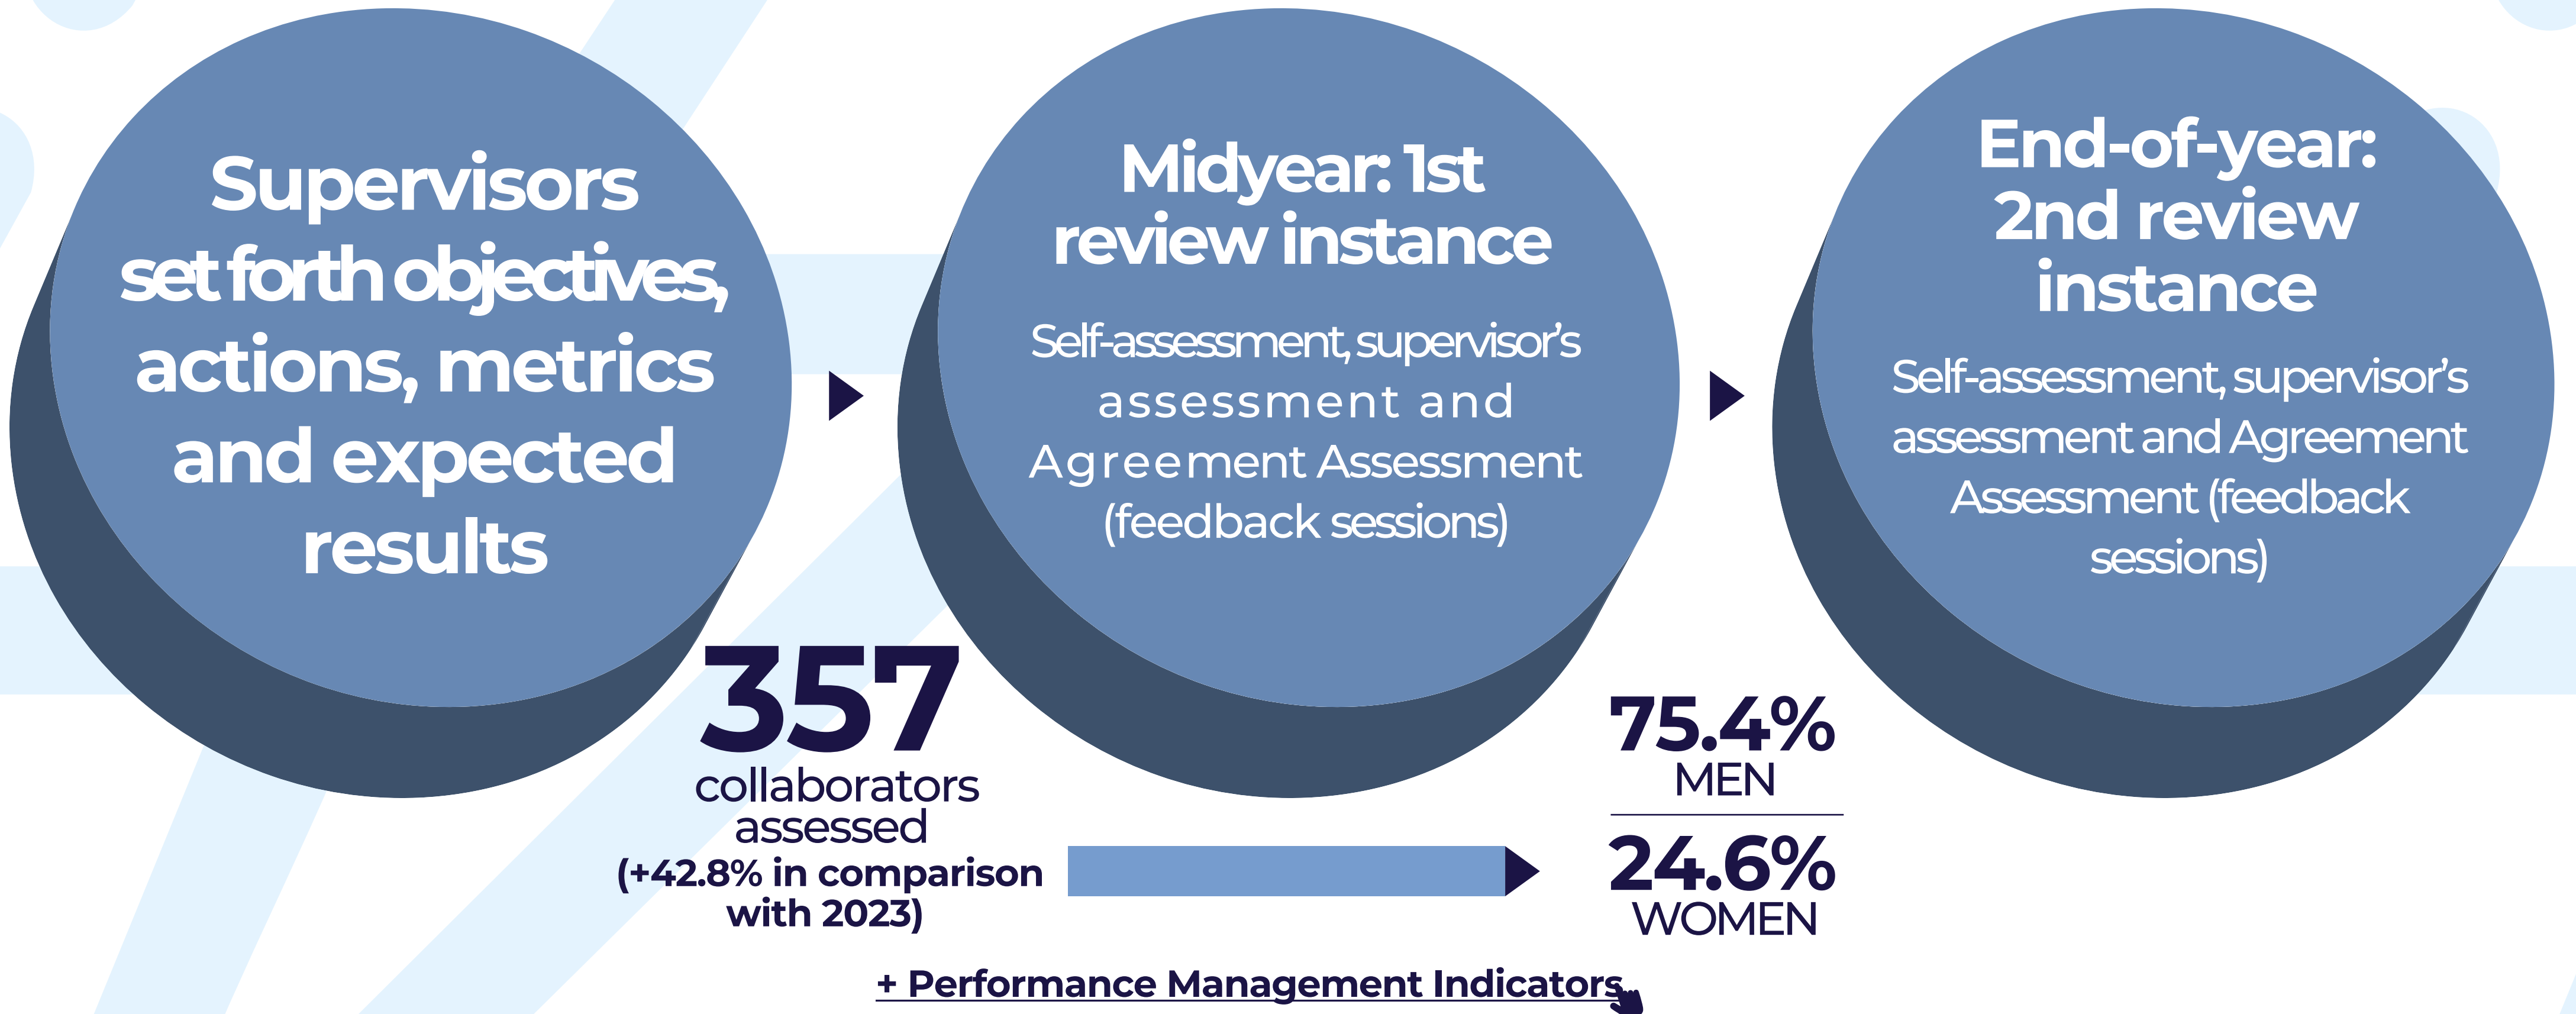 Supervisors
set forth objectives,
actions, metrics
and expected
results
Midyear: 1st
review instance
Self-assessment, supervisor’s
assessment and
Agreement Assessment
(feedback sessions)
End-of-year:
2nd review
instance
Self-assessment, supervisor’s
assessment and Agreement
Assessment (feedback
sessions)
357
collaborators
assessed
(+42.8% in comparison
with 2023)
75.4%
MEN
24.6%
WOMEN
+ Performance Management Indicators